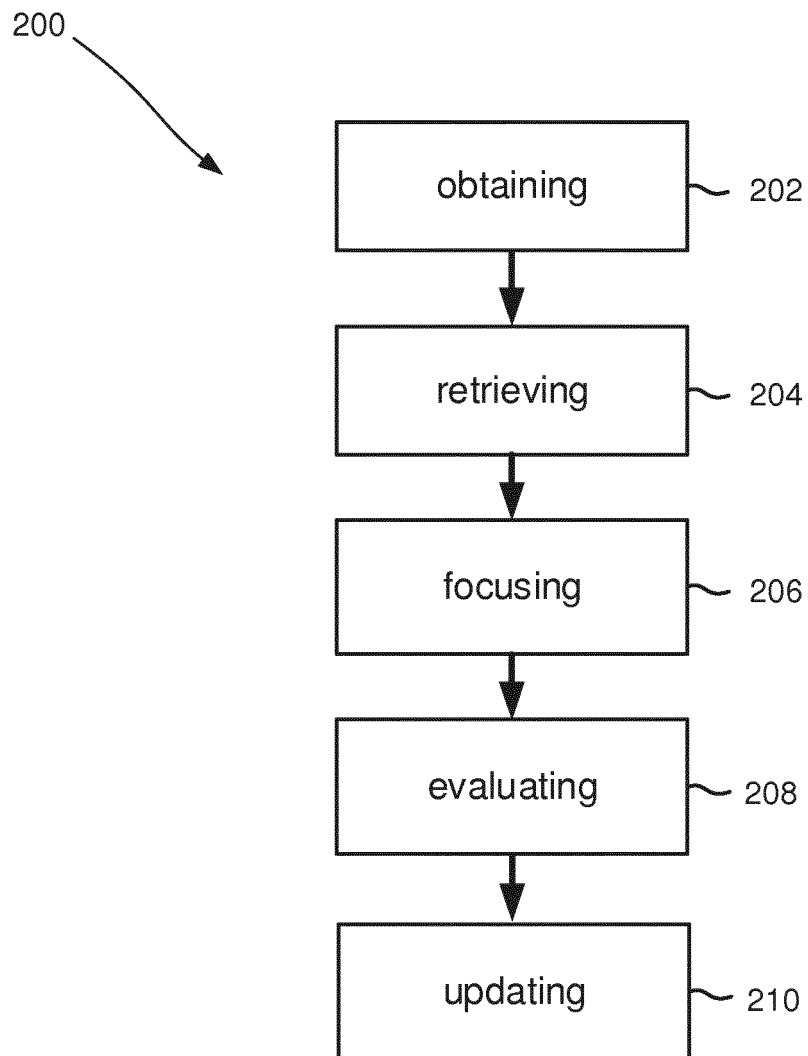 200
obtaining
202
retrieving
204
focusing
206
evaluating
208
updating
210